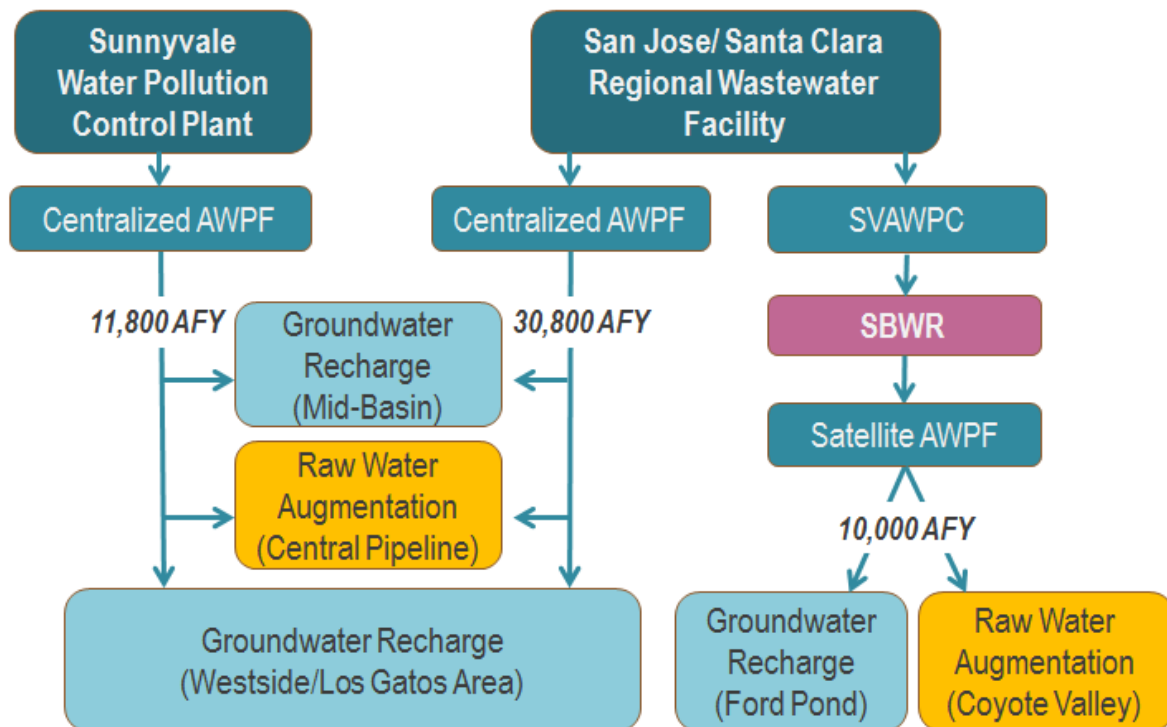 Sunnyvale
Water Pollution
Control Plant
San Jose/ Santa Clara
Regional Wastewater
Facility
Centralized AWPF
Centralized AWPF
SVAWPC
11,800 AFY
Groundwater
Recharge
(Mid-Basin)
30,800 AFY
SBWR
Raw Water
Augmentation
(Central Pipeline)
Satellite AWPF
10,000 AFY
Groundwater Recharge
(Westside/Los Gatos Area)
Groundwater
Recharge
(Ford Pond)
Raw Water
Augmentation
(Coyote Valley)